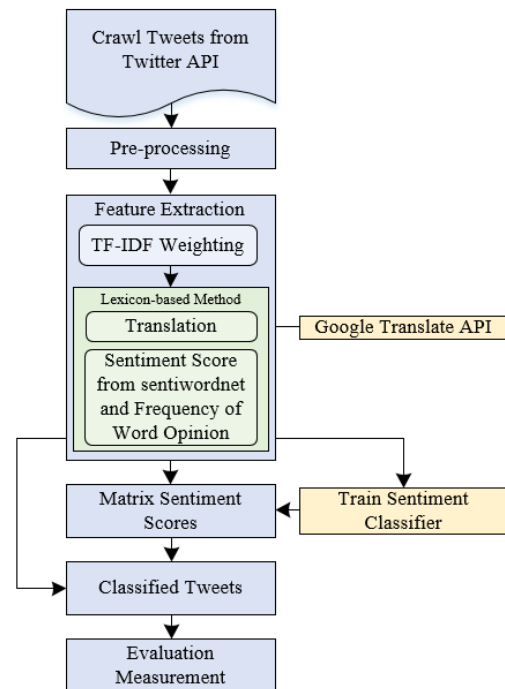 Crawl Tweets from
Twitter API
Pre-processing
Feature Extraction
TF-IDF Weighting
Lexicon-based Method
Translation
Google Translate API
Sentiment Score
from sentiwordnet
and Frequency of
Word Opinion
Matrix Sentiment
Scores
Train Sentiment
Classifier
Classified Tweets
Evaluation
Measurement